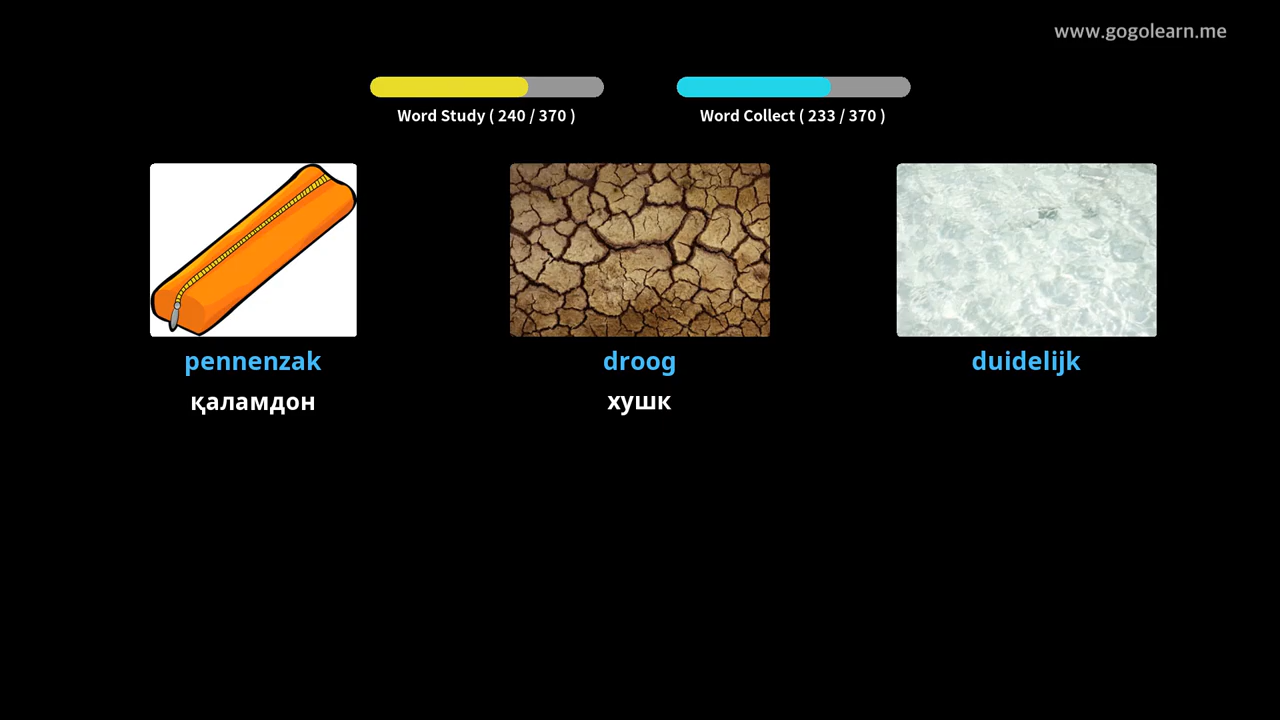 www.gogolearn.me
Word Study ( 240 / 370 )
Word Collect ( 233 / 370 )
pennenzak
droog
duidelijk
қаламдон
хушк